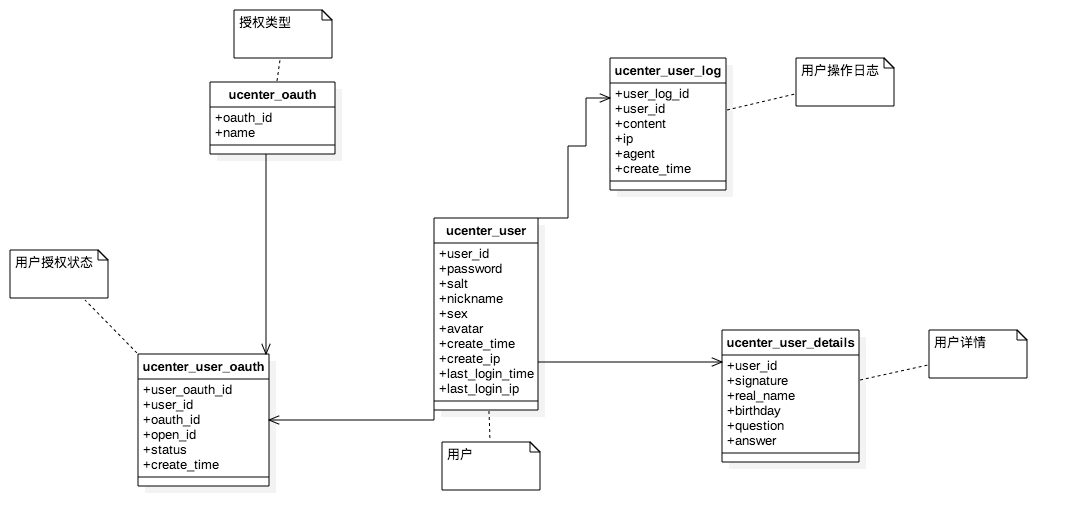 授权类型
ucenter_oauth
+oauth_id
+name
ucenter_user_log
+user_log_id
+user_id
+content
+ip
+agent
+create_time
用户操作日志
用户授权状态
ucenter_user_oauth
+user_oauth_id
+user_id
+oauth_id
+open_id
+status
+create_time
ucenter_user
+user_id
+password
+salt
+nickname
+sex
+avatar
+create_time
+create_ip
+last_login_time
+last_login_ip
用户
ucenter_user_details
+user_id
+signature
+real_name
+birthday
+question
+answer
用户详情